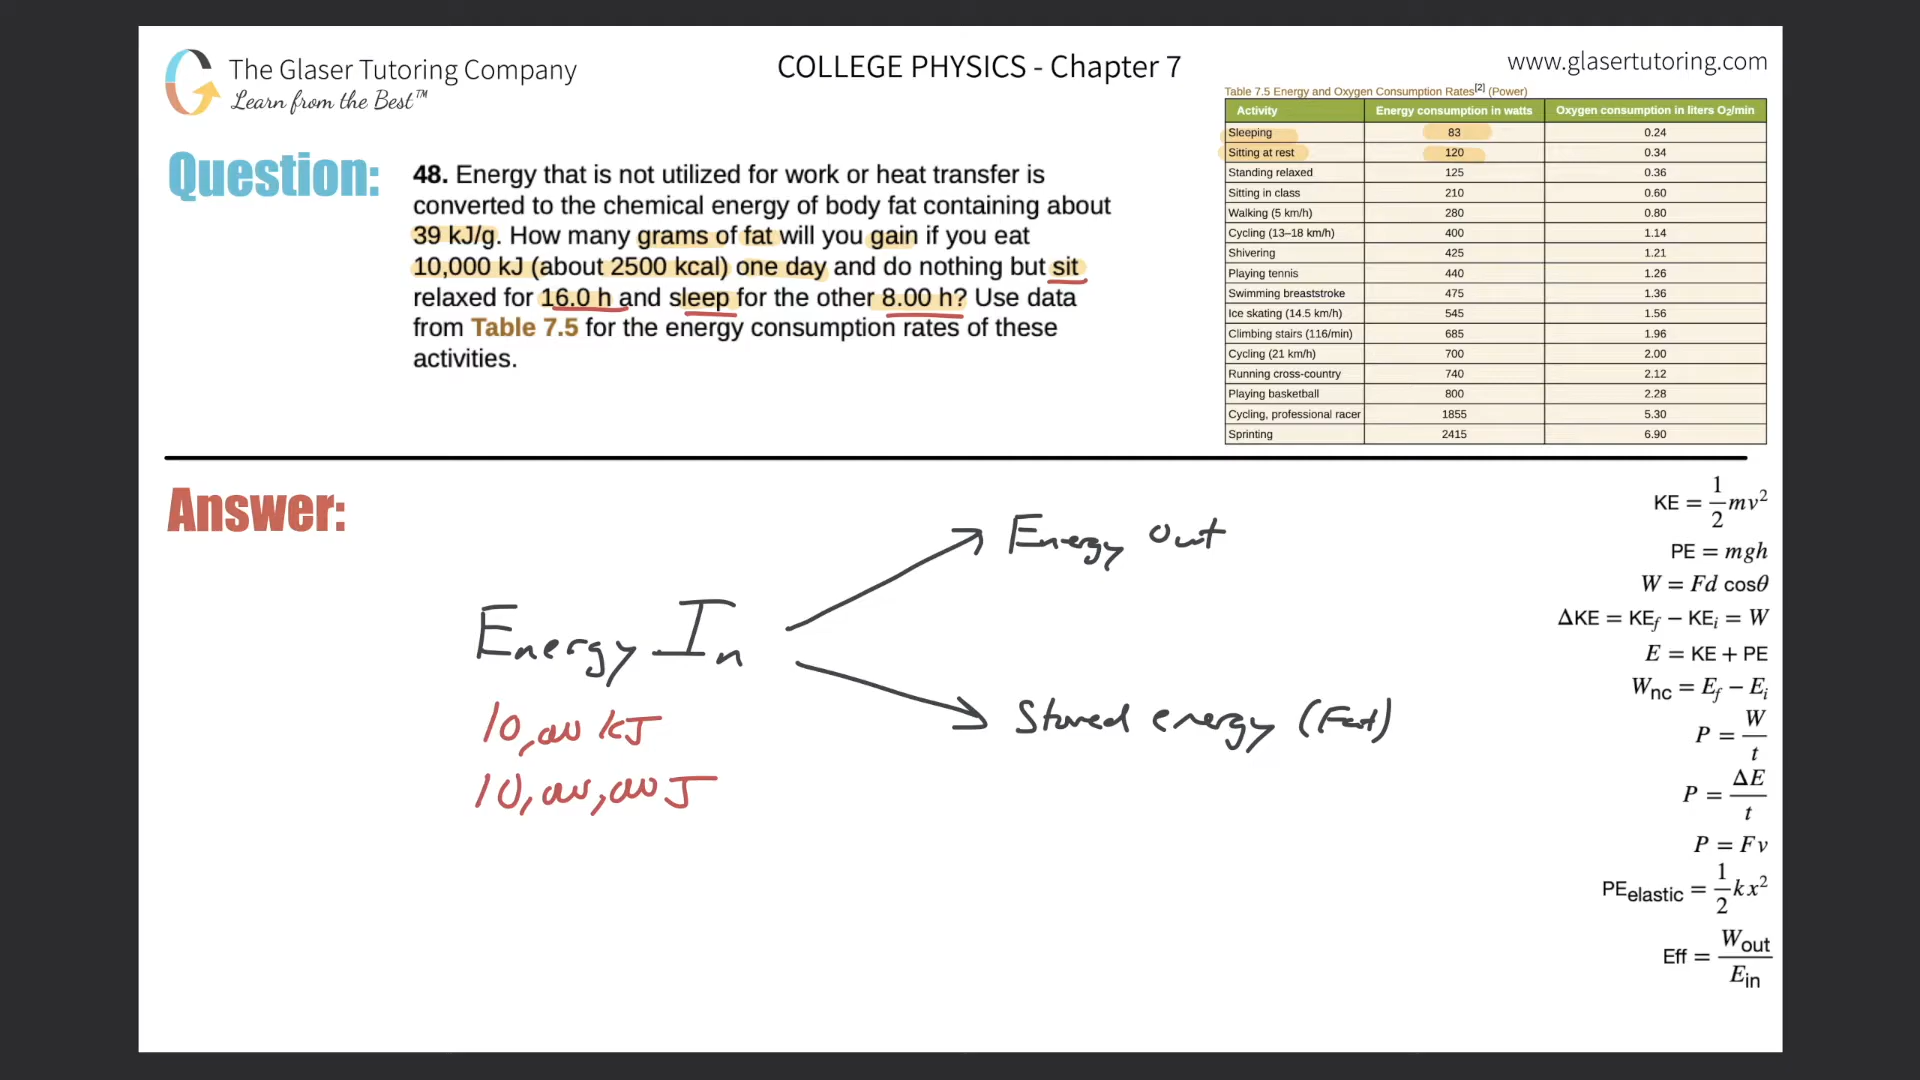 The Glaser Tutoring Company
Learn from the Best™
COLLEGE PHYSICS - Chapter 7
www.glasertutoring.com
Table 7.5 Energy and Oxygen Consumption Rates[2] (Power)
Activity Energy consumption in watts Oxygen consumption in liters O2/min
Sleeping 83 0.24
Sitting at rest 120 0.34
Standing relaxed 125 0.36
Sitting in class 210 0.60
Walking (5 km/h) 280 0.80
Cycling (13–18 km/h) 400 1.14
Shivering 425 1.21
Playing tennis 440 1.26
Swimming breaststroke 475 1.36
Ice skating (14.5 km/h) 545 1.56
Climbing stairs (116/min) 685 1.96
Cycling (21 km/h) 700 2.00
Running cross-country 740 2.12
Playing basketball 800 2.28
Cycling, professional racer 1855 5.30
Sprinting 2415 6.90
Question:
48. Energy that is not utilized for work or heat transfer is
converted to the chemical energy of body fat containing about
39 kJ/g. How many grams of fat will you gain if you eat
10,000 kJ (about 2500 kcal) one day and do nothing but sit
relaxed for 16.0 h and sleep for the other 8.00 h? Use data
from Table 7.5 for the energy consumption rates of these
activities.
Answer:
Energy In
10,000 kJ
10,000,000 J
Energy Out
Stored energy (Fat)
KE = 1/2 mv²
PE = mgh
W = Fd cosθ
ΔKE = KEf − KEi = W
E = KE + PE
Wnc = Ef − Ei
P = W/t
P = ΔE/t
P = Fv
PEelastic = 1/2 kx²
Eff = Wout/Ein